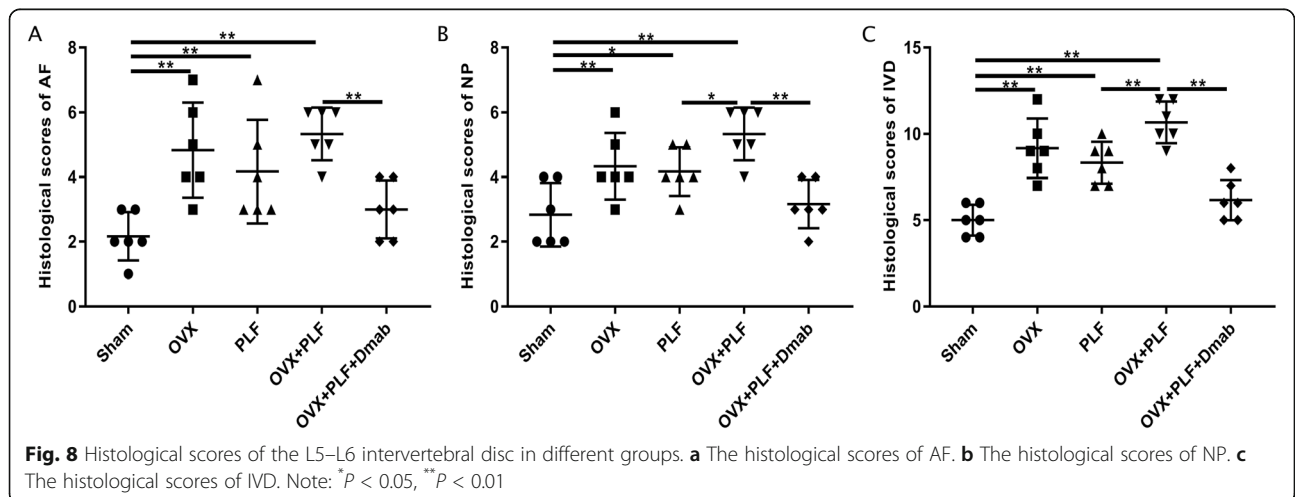 A
Histological scores of AF
8
6
4
2
0
**
**
**
**
Sham
OVX
PLF
OVX+PLF
OVX+PLF+Dmab
B
Histological scores of NP
8
6
4
2
0
**
*
**
*
**
Sham
OVX
PLF
OVX+PLF
OVX+PLF+Dmab
C
Histological scores of IVD
15
10
5
0
**
**
**
**
**
Sham
OVX
PLF
OVX+PLF
OVX+PLF+Dmab
Fig. 8 Histological scores of the L5–L6 intervertebral disc in different groups. a The histological scores of AF. b The histological scores of NP. c
The histological scores of IVD. Note: *P < 0.05, **P < 0.01